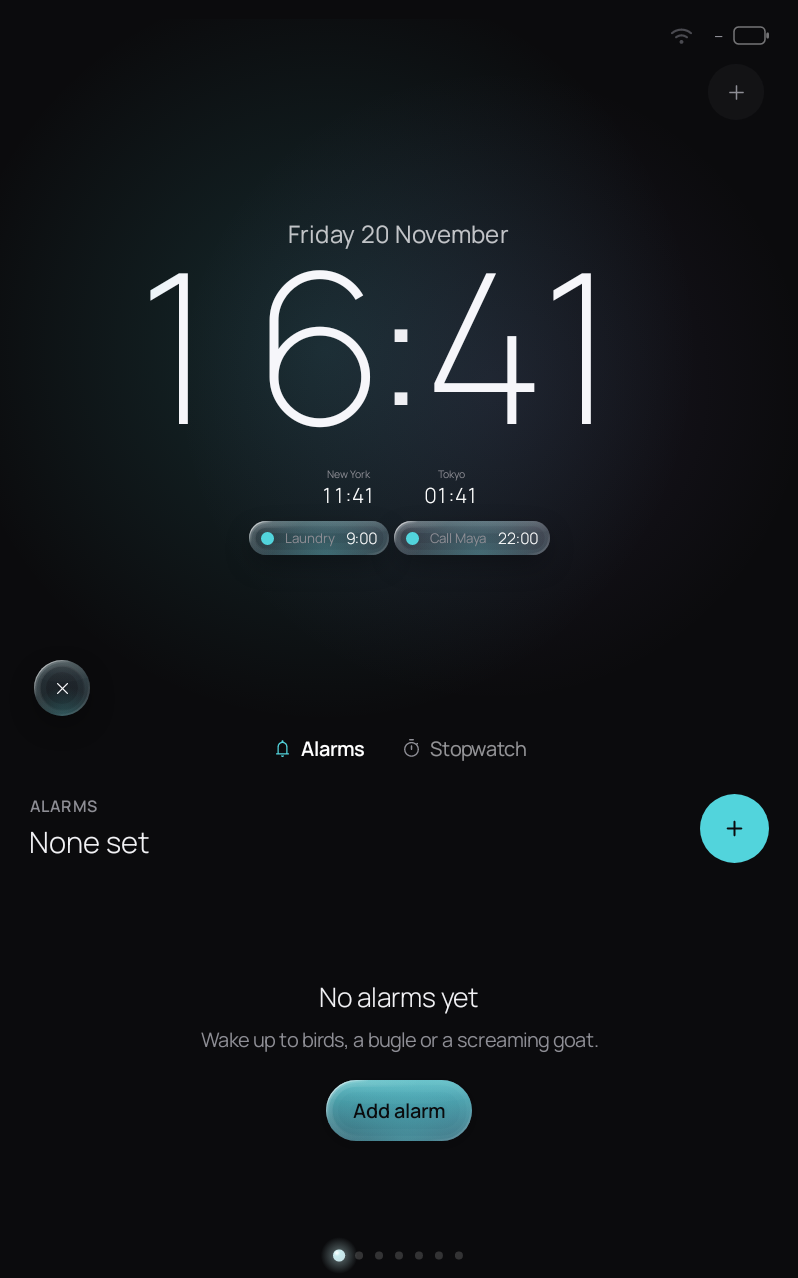 Friday 20 November
16:41
New York Tokyo
11:41 01:41
Laundry 9:00 Call Maya 22:00
Alarms Stopwatch
ALARMS
None set
No alarms yet
Wake up to birds, a bugle or a screaming goat.
Add alarm